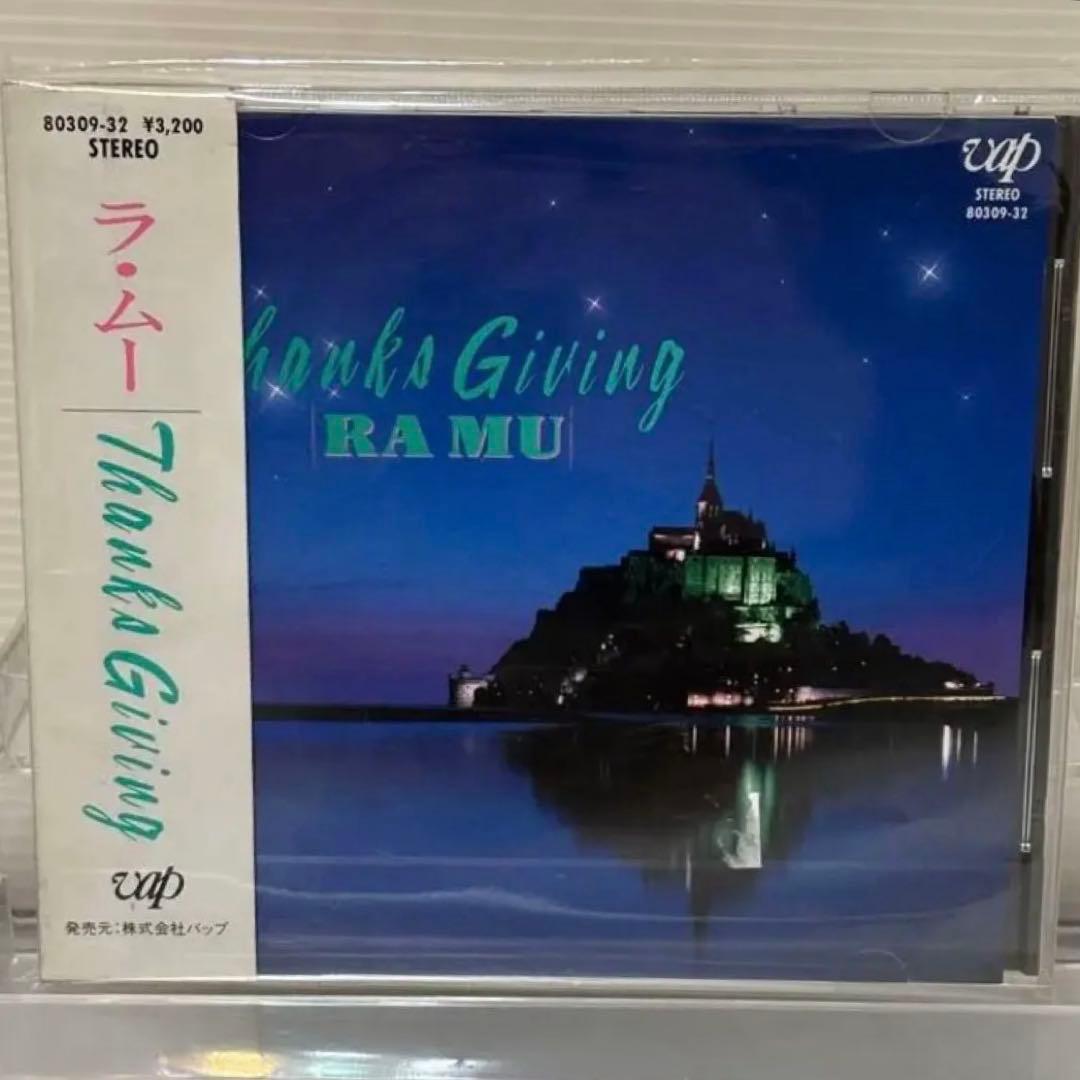 80309-32 ¥3,200
STEREO
ラ・ムー
Thanks Giving
vap
発売元:株式会社バップ
hanks Giving
RA MU
vap
STEREO
80309-32